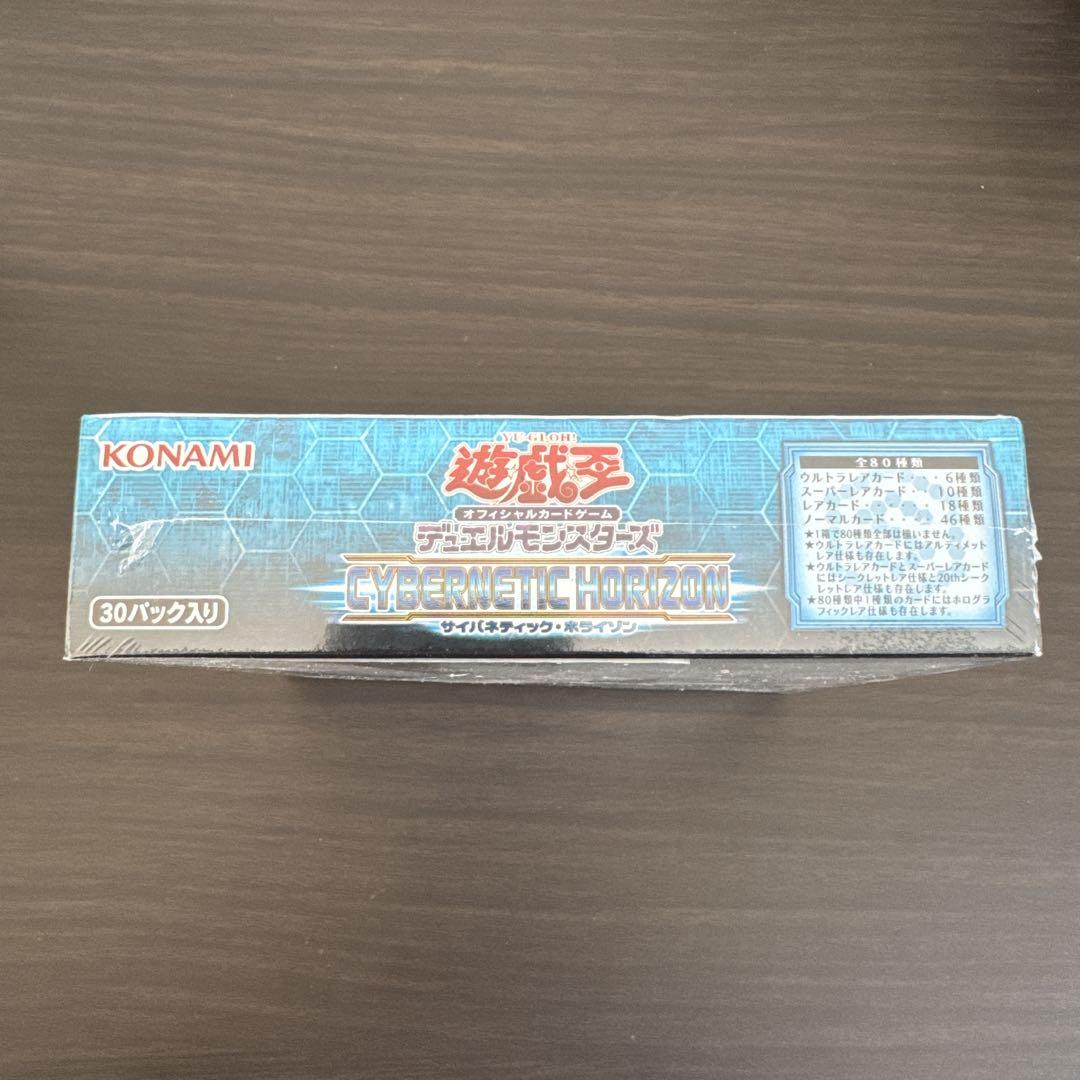 KONAMI
YU-GI-OH!
遊戯王
オフィシャルカードゲーム
デュエルモンスターズ
CYBERNETIC HORIZON
サイバネティック・ホライゾン
30パック入り
全80種類
ウルトラレアカード・・・6種類
スーパーレアカード・・・10種類
レアカード・・・・・・18種類
ノーマルカード・・・・46種類
★1箱で80種類全部は揃いません。
★ウルトラレアカードにはアルティメット
レア仕様も存在します。
★ウルトラレアカードとスーパーレアカード
にはシークレットレア仕様と20thシーク
レットレア仕様も存在します。
★80種類中1種類のカードにはホログラ
フィックレア仕様も存在します。